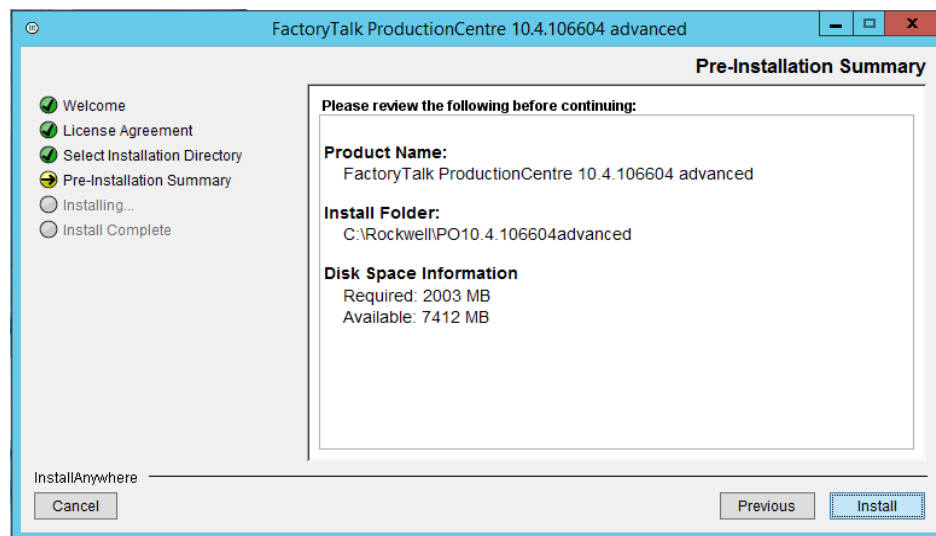 FactoryTalk ProductionCentre 10.4.106604 advanced
Pre-Installation Summary
Welcome
License Agreement
Select Installation Directory
Pre-Installation Summary
Installing...
Install Complete
Please review the following before continuing:
Product Name:
FactoryTalk ProductionCentre 10.4.106604 advanced
Install Folder:
C:\Rockwell\PO10.4.106604advanced
Disk Space Information
Required: 2003 MB
Available: 7412 MB
InstallAnywhere
Cancel
Previous
Install